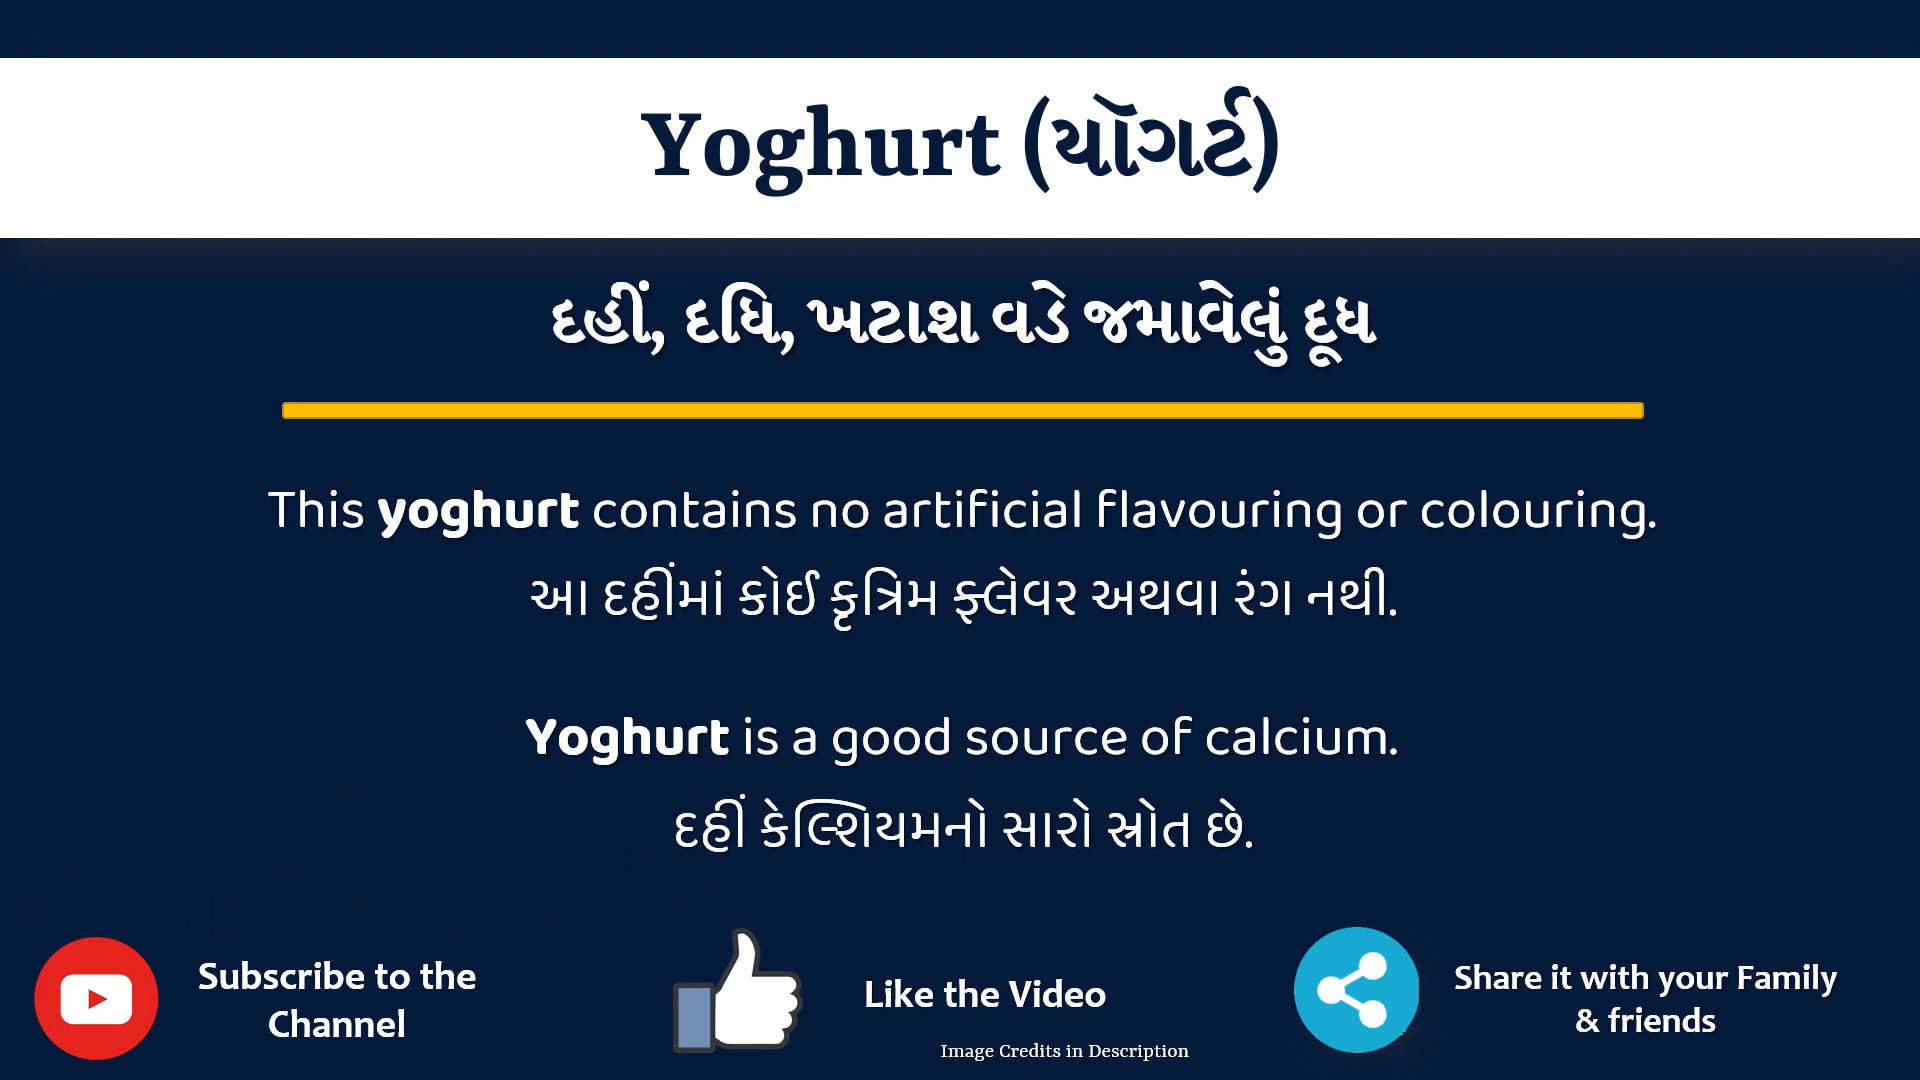 Yoghurt (યૉગર્ટ)
દહીં, દધિ, ખટાશ વડે જમાવેલું દૂધ
This yoghurt contains no artificial flavouring or colouring.
આ દહીંમાં કોઈ કૃત્રિમ ફ્લેવર અથવા રંગ નથી.
Yoghurt is a good source of calcium.
દહીં કેલ્શિયમનો સારો સ્રોત છે.
Subscribe to the
Channel
Like the Video
Share it with your Family
& friends
Image Credits in Description